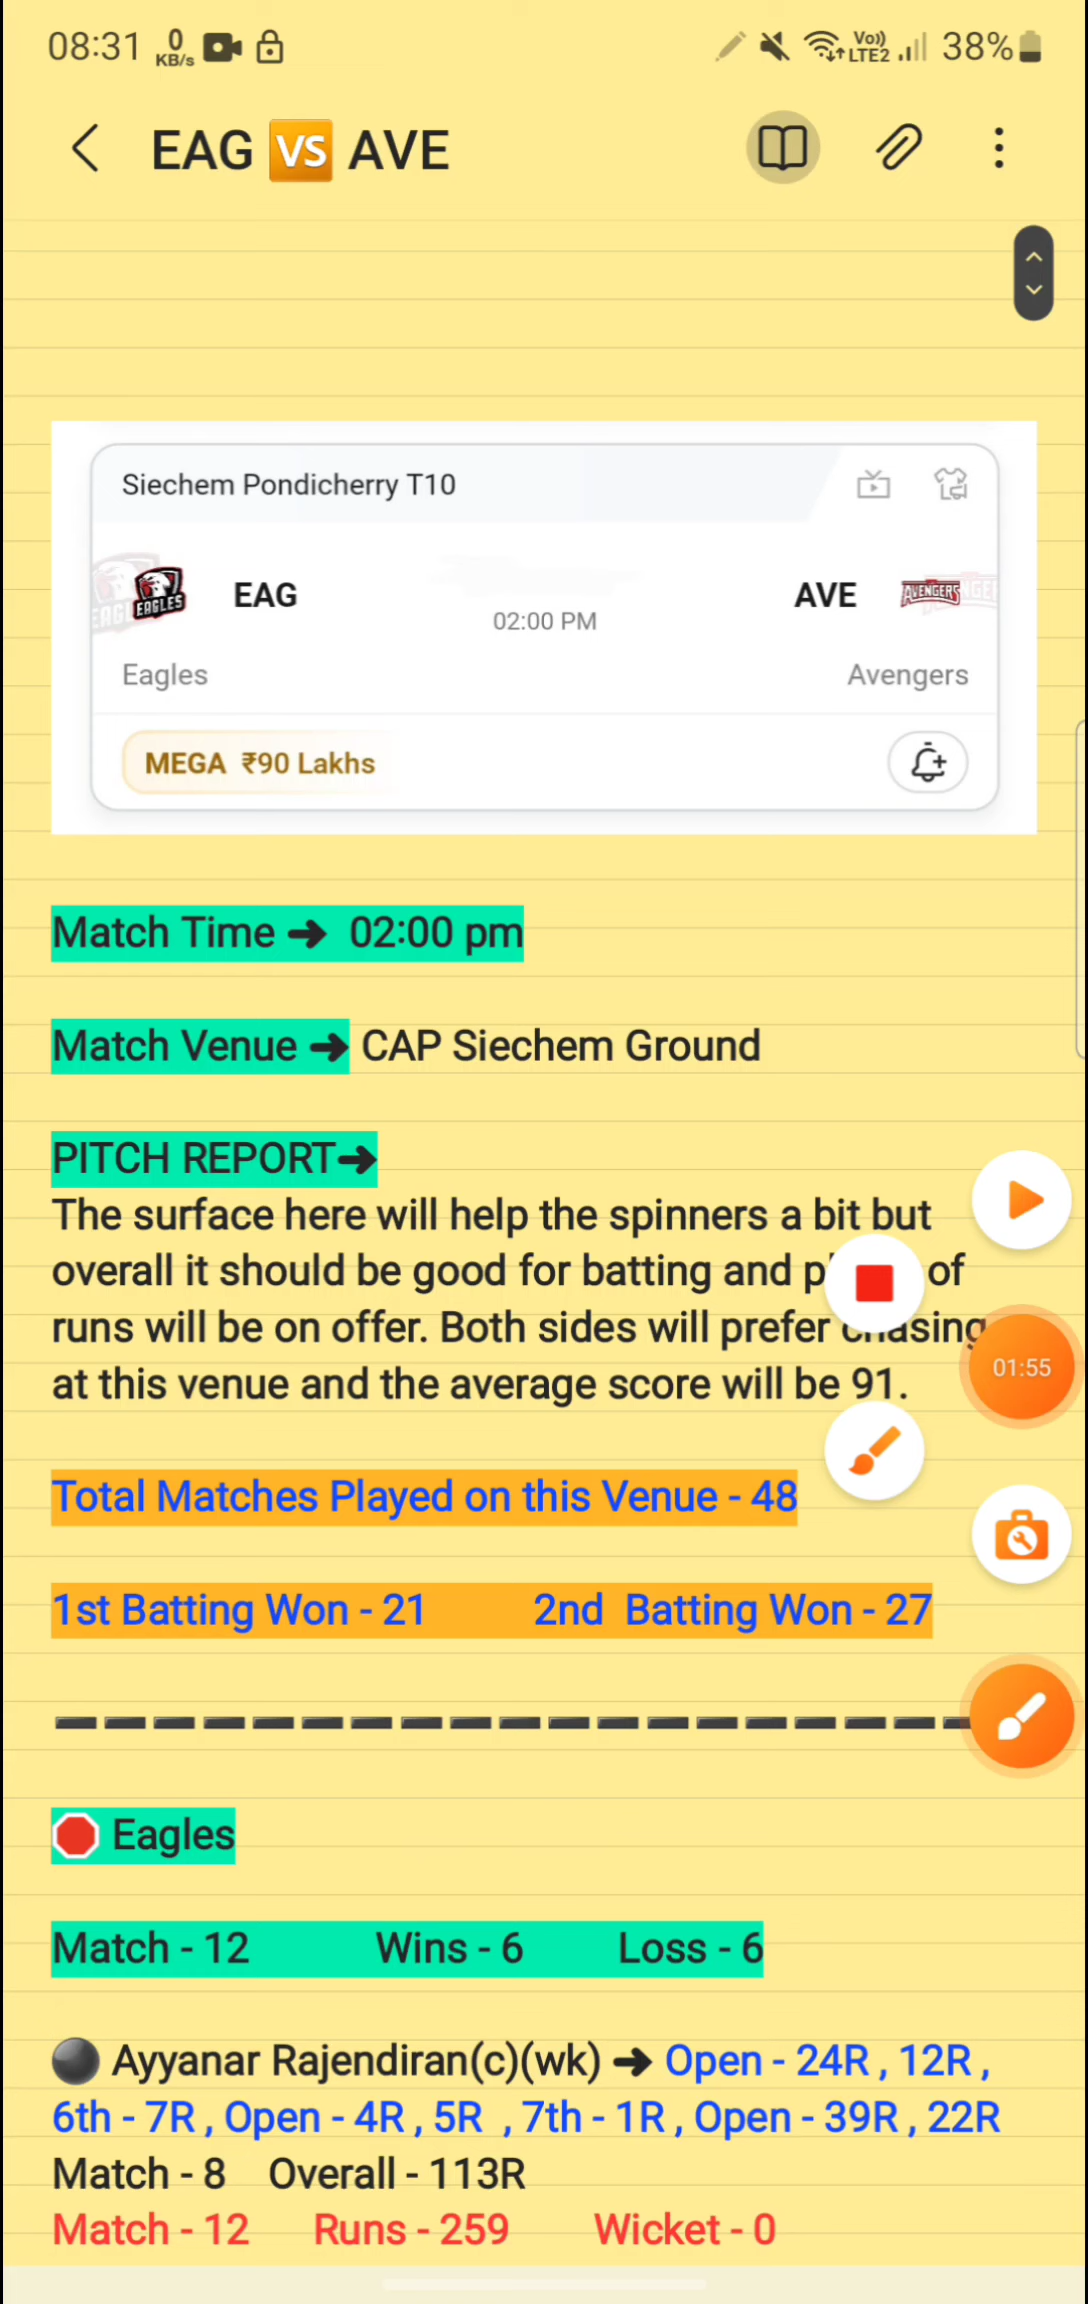 08:31 0 KB/s Vo)) LTE2 38%
EAG VS AVE
Siechem Pondicherry T10
EAGLES EAG AVE AVENGERS
02:00 PM
Eagles Avengers
MEGA ₹90 Lakhs
Match Time ➔ 02:00 pm
Match Venue ➔ CAP Siechem Ground
PITCH REPORT➔
The surface here will help the spinners a bit but
overall it should be good for batting and of
runs will be on offer. Both sides will prefer chasing
at this venue and the average score will be 91.
01:55
Total Matches Played on this Venue - 48
1st Batting Won - 21 2nd Batting Won - 27
Eagles
Match - 12 Wins - 6 Loss - 6
Ayyanar Rajendiran(c)(wk) ➔ Open - 24R , 12R ,
6th - 7R , Open - 4R , 5R , 7th - 1R , Open - 39R , 22R
Match - 8 Overall - 113R
Match - 12 Runs - 259 Wicket - 0